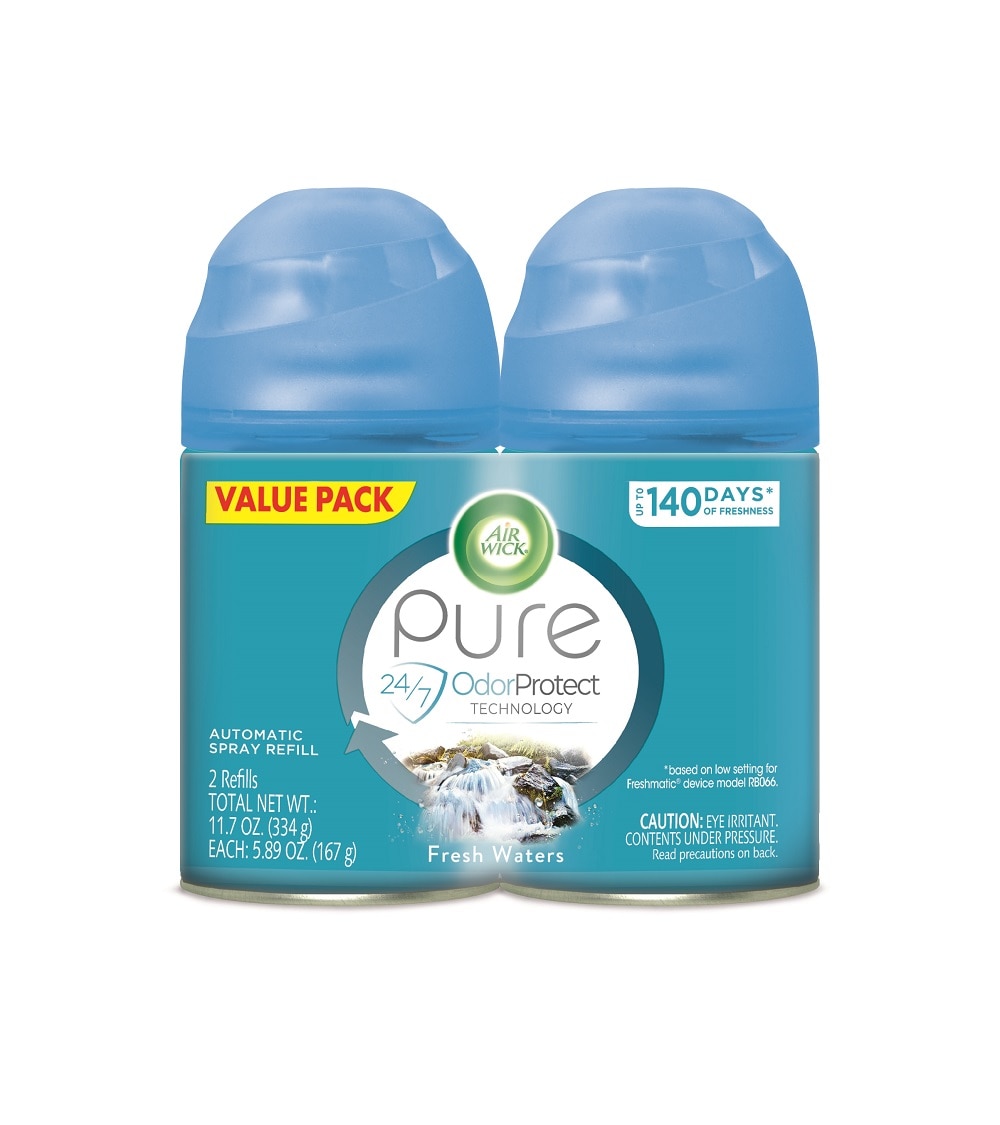 VALUE PACK
UP TO 140 DAYS*
OF FRESHNESS
AIR
WICK®
Pure
24/7 OdorProtect
TECHNOLOGY
AUTOMATIC
SPRAY REFILL
2 Refills
TOTAL NET WT.:
11.7 OZ. (334 g)
EACH: 5.89 OZ. (167 g)
*based on low setting for
Freshmatic® device model RB066.
CAUTION: EYE IRRITANT.
CONTENTS UNDER PRESSURE.
Read precautions on back.
Fresh Waters